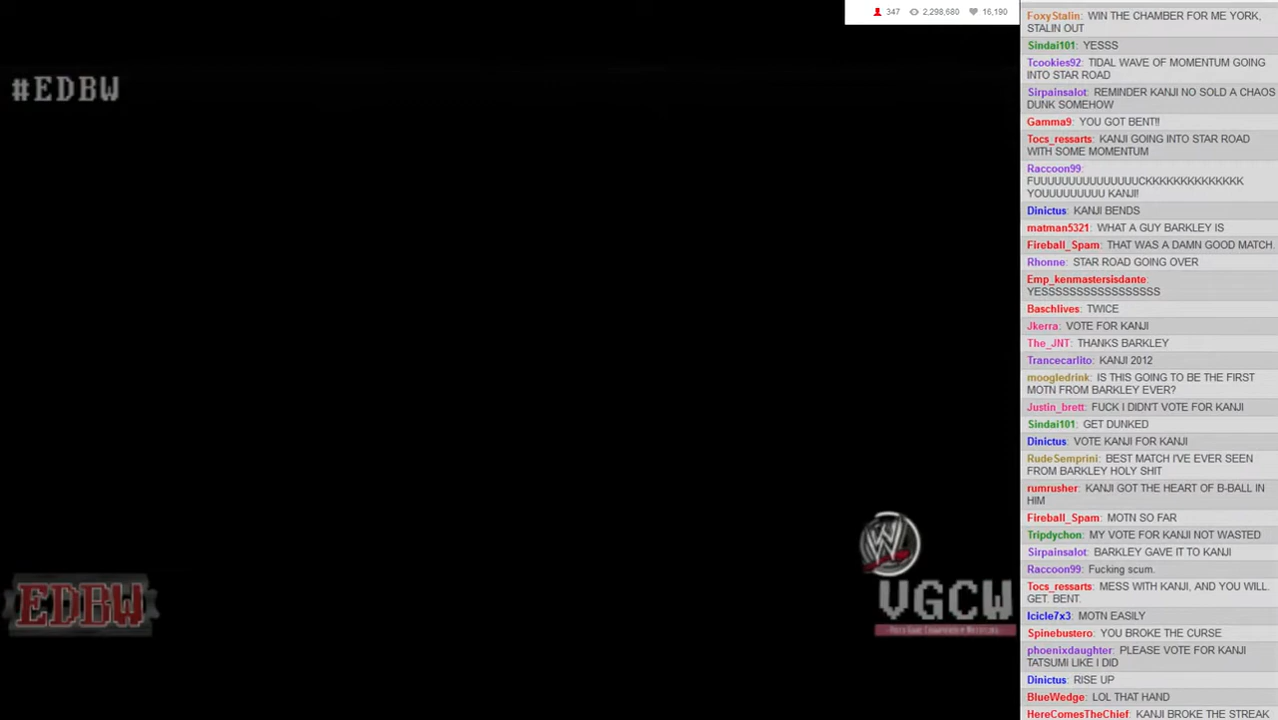 347 2,298,680 16,190
#EDBW
EDBW
W
VGCW
FoxyStalin: WIN THE CHAMBER FOR ME YORK,
STALIN OUT
Sindai101: YESSS
Tcookies92: TIDAL WAVE OF MOMENTUM GOING
INTO STAR ROAD
Sirpainsalot: REMINDER KANJI NO SOLD A CHAOS
DUNK SOMEHOW
Gamma9: YOU GOT BENT!!
Tocs_ressarts: KANJI GOING INTO STAR ROAD
WITH SOME MOMENTUM
Raccoon99:
FUUUUUUUUUUUUUUCKKKKKKKKKKKKKK
YOUUUUUUUUU KANJI!
Dinictus: KANJI BENDS
matman5321: WHAT A GUY BARKLEY IS
Fireball_Spam: THAT WAS A DAMN GOOD MATCH.
Rhonne: STAR ROAD GOING OVER
Emp_kenmastersisdante:
YESSSSSSSSSSSSSSSSS
Baschlives: TWICE
Jkerra: VOTE FOR KANJI
The_JNT: THANKS BARKLEY
Trancecarlito: KANJI 2012
moogledrink: IS THIS GOING TO BE THE FIRST
MOTN FROM BARKLEY EVER?
Justin_brett: FUCK I DIDN'T VOTE FOR KANJI
Sindai101: GET DUNKED
Dinictus: VOTE KANJI FOR KANJI
RudeSemprini: BEST MATCH I'VE EVER SEEN
FROM BARKLEY HOLY SHIT
rumrusher: KANJI GOT THE HEART OF B-BALL IN
HIM
Fireball_Spam: MOTN SO FAR
Tripdychon: MY VOTE FOR KANJI NOT WASTED
Sirpainsalot: BARKLEY GAVE IT TO KANJI
Raccoon99: Fucking scum.
Tocs_ressarts: MESS WITH KANJI, AND YOU WILL.
GET. BENT.
Icicle7x3: MOTN EASILY
Spinebustero: YOU BROKE THE CURSE
phoenixdaughter: PLEASE VOTE FOR KANJI
TATSUMI LIKE I DID
Dinictus: RISE UP
BlueWedge: LOL THAT HAND
HereComesTheChief: KANJI BROKE THE STREAK